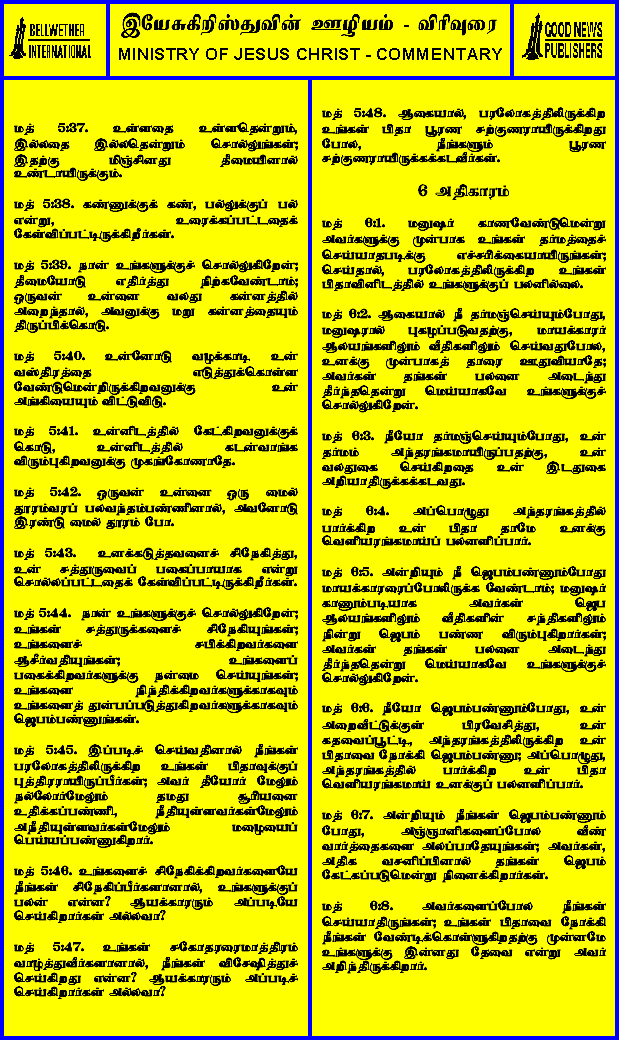 BELLWETHER
INTERNATIONAL
இயேசுகிறிஸ்துவின் ஊழியம் - விரிவுரை
MINISTRY OF JESUS CHRIST - COMMENTARY
GOOD NEWS
PUBLISHERS
மத் 5:37. உள்ளதை உள்ளதென்றும்,
இல்லதை இல்லதென்றும் சொல்லுங்கள்;
இதற்கு மிஞ்சினது தீமையினால்
உண்டாயிருக்கும்.
மத் 5:38. கண்ணுக்குக் கண், பல்லுக்குப் பல்
என்று, உரைக்கப்பட்டதைக்
கேள்விப்பட்டிருக்கிறீர்கள்.
மத் 5:39. நான் உங்களுக்குச் சொல்லுகிறேன்;
தீமையோடு எதிர்த்து நிற்கவேண்டாம்;
ஒருவன் உன்னை வலது கன்னத்தில்
அறைந்தால், அவனுக்கு மறு கன்னத்தையும்
திருப்பிக்கொடு.
மத் 5:40. உன்னோடு வழக்காடி உன்
வஸ்திரத்தை எடுத்துக்கொள்ள
வேண்டுமென்றிருக்கிறவனுக்கு உன்
அங்கியையும் விட்டுவிடு.
மத் 5:41. உன்னிடத்தில் கேட்கிறவனுக்குக்
கொடு, உன்னிடத்தில் கடன்வாங்க
விரும்புகிறவனுக்கு முகங்கோணாதே.
மத் 5:42. ஒருவன் உன்னை ஒரு மைல்
தூரம்வரப் பலவந்தம்பண்ணினால், அவனோடு
இரண்டு மைல் தூரம் போ.
மத் 5:43. உனக்கடுத்தவனைச் சிநேகித்து,
உன் சத்துருவைப் பகைப்பாயாக என்று
சொல்லப்பட்டதைக் கேள்விப்பட்டிருக்கிறீர்கள்.
மத் 5:44. நான் உங்களுக்குச் சொல்லுகிறேன்;
உங்கள் சத்துருக்களைச் சிநேகியுங்கள்;
உங்களைச் சபிக்கிறவர்களை
ஆசீர்வதியுங்கள்; உங்களைப்
பகைக்கிறவர்களுக்கு நன்மை செய்யுங்கள்;
உங்களை நிந்திக்கிறவர்களுக்காகவும்
உங்களைத் துன்பப்படுத்துகிறவர்களுக்காகவும்
ஜெபம்பண்ணுங்கள்.
மத் 5:45. இப்படிச் செய்வதினால் நீங்கள்
பரலோகத்திலிருக்கிற உங்கள் பிதாவுக்குப்
புத்திரராயிருப்பீர்கள்; அவர் தீயோர் மேலும்
நல்லோர்மேலும் தமது சூரியனை
உதிக்கப்பண்ணி, நீதியுள்ளவர்கள்மேலும்
அநீதியுள்ளவர்கள்மேலும் மழையைப்
பெய்யப்பண்ணுகிறார்.
மத் 5:46. உங்களைச் சிநேகிக்கிறவர்களையே
நீங்கள் சிநேகிப்பீர்களானால், உங்களுக்குப்
பலன் என்ன? ஆயக்காரரும் அப்படியே
செய்கிறார்கள் அல்லவா?
மத் 5:47. உங்கள் சகோதரரைமாத்திரம்
வாழ்த்துவீர்களானால், நீங்கள் விசேஷித்துச்
செய்கிறது என்ன? ஆயக்காரரும் அப்படிச்
செய்கிறார்கள் அல்லவா?
மத் 5:48. ஆகையால், பரலோகத்திலிருக்கிற
உங்கள் பிதா பூரண சற்குணராயிருக்கிறது
போல, நீங்களும் பூரண
சற்குணராயிருக்கக்கடவீர்கள்.
6 அதிகாரம்
மத் 6:1. மனுஷர் காணவேண்டுமென்று
அவர்களுக்கு முன்பாக உங்கள் தர்மத்தைச்
செய்யாதபடிக்கு எச்சரிக்கையாயிருங்கள்;
செய்தால், பரலோகத்திலிருக்கிற உங்கள்
பிதாவினிடத்தில் உங்களுக்குப் பலனில்லை.
மத் 6:2. ஆகையால் நீ தர்மஞ்செய்யும்போது,
மனுஷரால் புகழப்படுவதற்கு, மாயக்காரர்
ஆலயங்களிலும் வீதிகளிலும் செய்வதுபோல,
உனக்கு முன்பாகத் தாரை ஊதுவியாதே;
அவர்கள் தங்கள் பலனை அடைந்து
தீர்ந்ததென்று மெய்யாகவே உங்களுக்குச்
சொல்லுகிறேன்.
மத் 6:3. நீயோ தர்மஞ்செய்யும்போது, உன்
தர்மம் அந்தரங்கமாயிருப்பதற்கு, உன்
வலதுகை செய்கிறதை உன் இடதுகை
அறியாதிருக்கக்கடவது.
மத் 6:4. அப்பொழுது அந்தரங்கத்தில்
பார்க்கிற உன் பிதா தாமே உனக்கு
வெளியரங்கமாய்ப் பலனளிப்பார்.
மத் 6:5. அன்றியும் நீ ஜெபம்பண்ணும்போது
மாயக்காரரைப்போலிருக்க வேண்டாம்; மனுஷர்
காணும்படியாக அவர்கள் ஜெப
ஆலயங்களிலும் வீதிகளின் சந்திகளிலும்
நின்று ஜெபம் பண்ண விரும்புகிறார்கள்;
அவர்கள் தங்கள் பலனை அடைந்து
தீர்ந்ததென்று மெய்யாகவே உங்களுக்குச்
சொல்லுகிறேன்.
மத் 6:6. நீயோ ஜெபம்பண்ணும்போது, உன்
அறைவீட்டுக்குள் பிரவேசித்து, உன்
கதவைப்பூட்டி, அந்தரங்கத்திலிருக்கிற உன்
பிதாவை நோக்கி ஜெபம்பண்ணு; அப்பொழுது,
அந்தரங்கத்தில் பார்க்கிற உன் பிதா
வெளியரங்கமாய் உனக்குப் பலனளிப்பார்.
மத் 6:7. அன்றியும் நீங்கள் ஜெபம்பண்ணும்
போது, அஞ்ஞானிகளைப்போல வீண்
வார்த்தைகளை அலப்பாதேயுங்கள்; அவர்கள்,
அதிக வசனிப்பினால் தங்கள் ஜெபம்
கேட்கப்படுமென்று நினைக்கிறார்கள்.
மத் 6:8. அவர்களைப்போல நீங்கள்
செய்யாதிருங்கள்; உங்கள் பிதாவை நோக்கி
நீங்கள் வேண்டிக்கொள்ளுகிறதற்கு முன்னமே
உங்களுக்கு இன்னது தேவை என்று அவர்
அறிந்திருக்கிறார்.